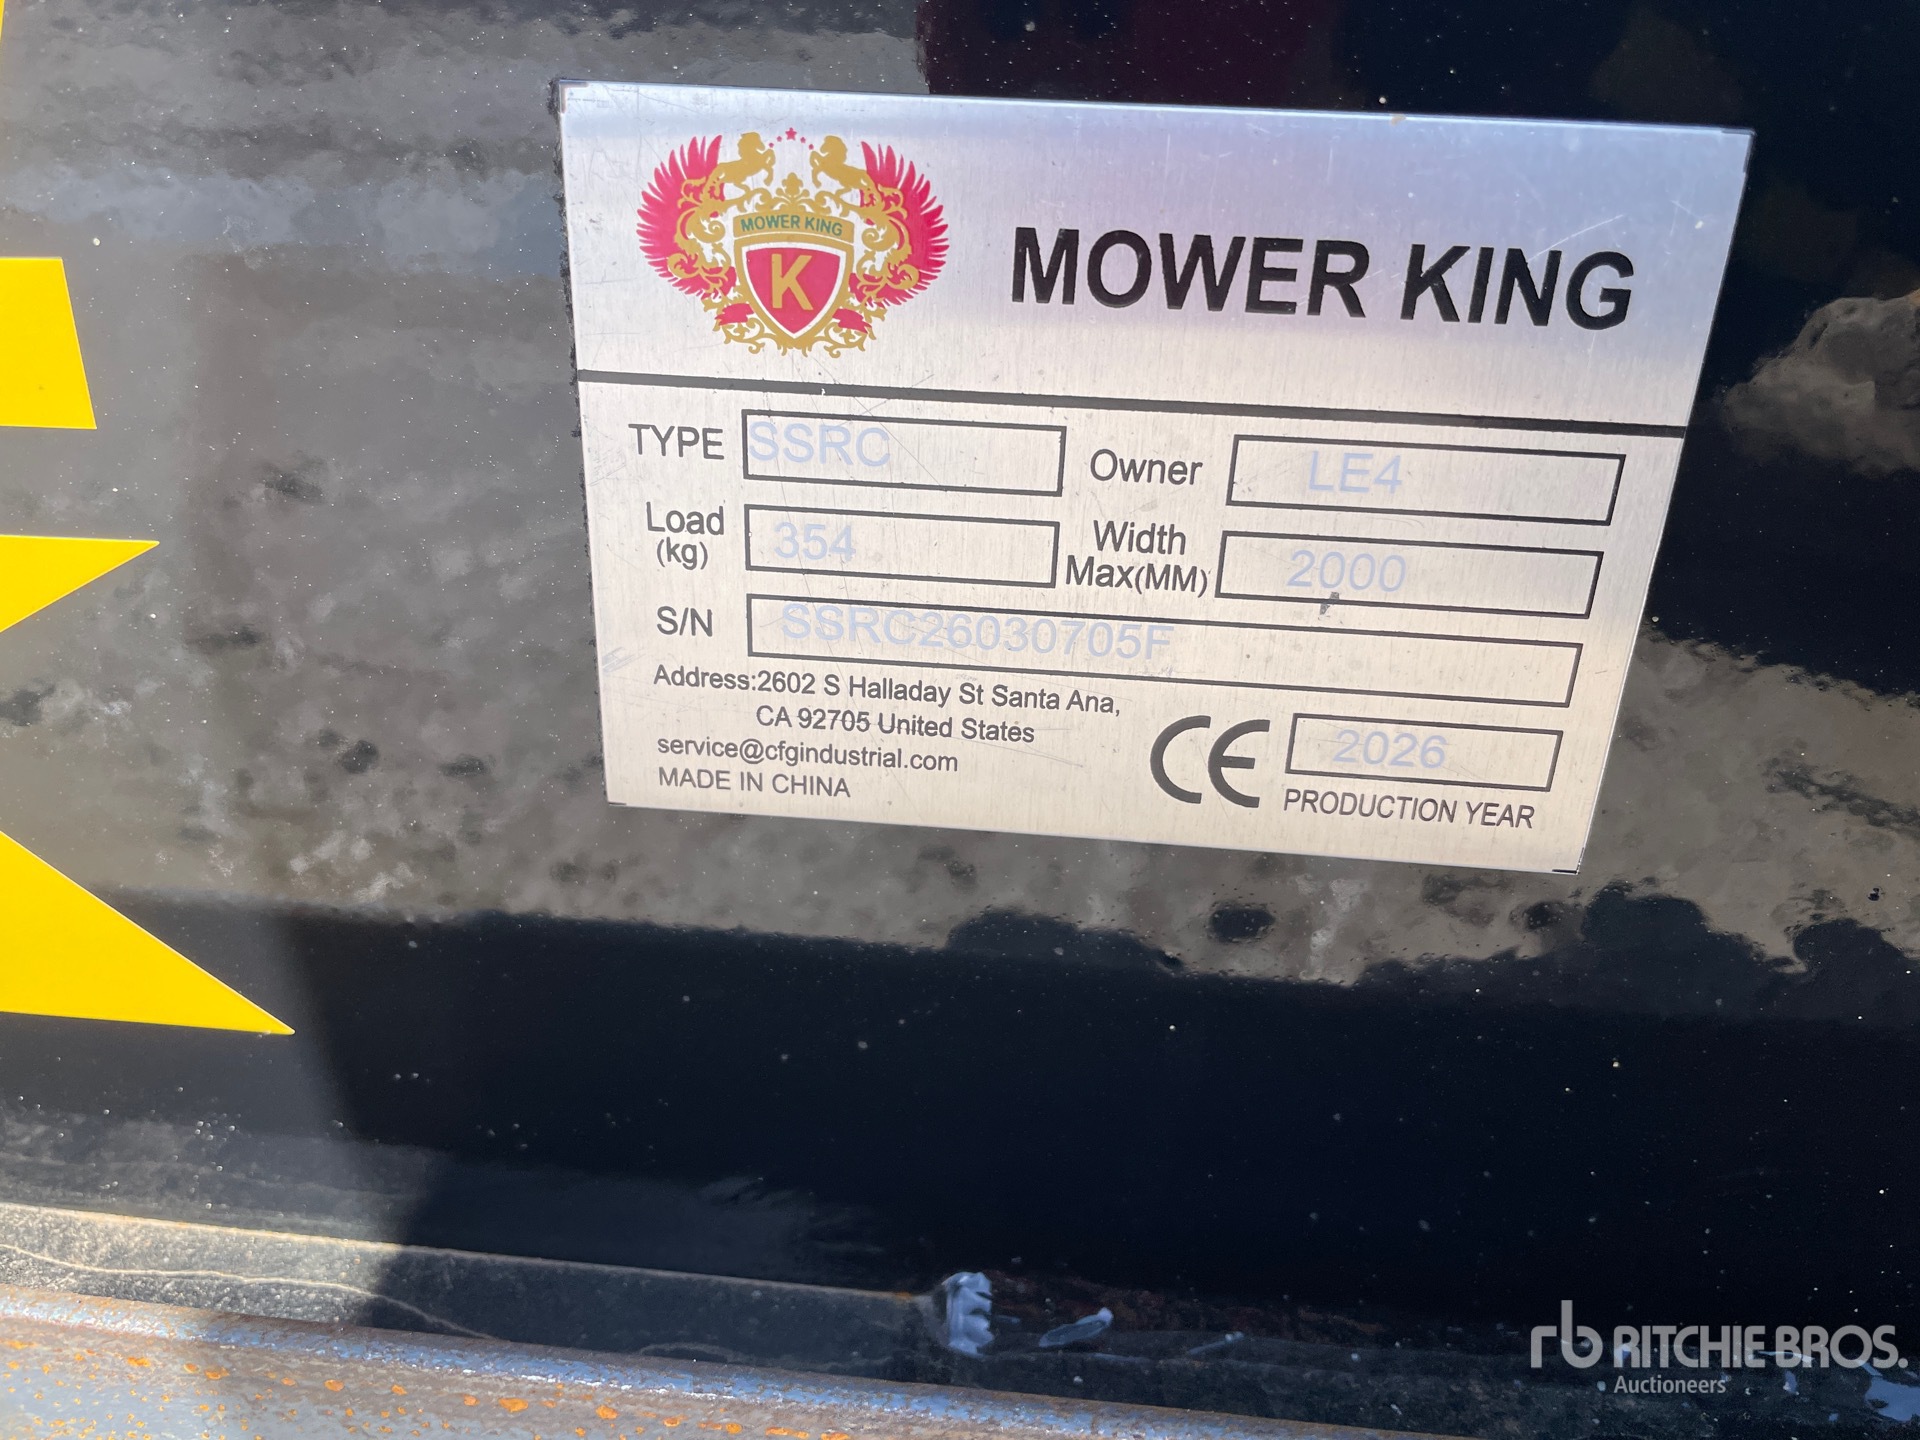 MOWER KING
K
MOWER KING
TYPE SSRC Owner LE4
Load (kg) 354 Width Max(MM) 2000
S/N SSRC26030705F
Address:2602 S Halladay St Santa Ana,
CA 92705 United States
service@cfgindustrial.com
MADE IN CHINA
CE 2026
PRODUCTION YEAR
rb RITCHIE BROS.
Auctioneers